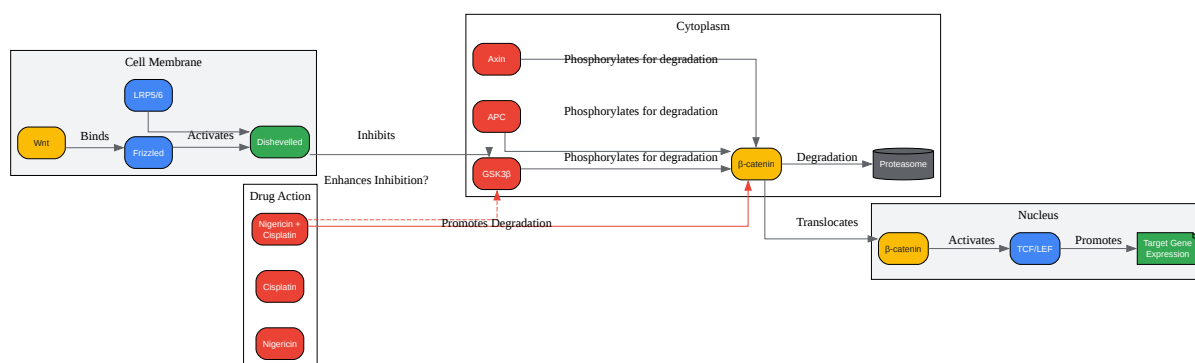 Cytoplasm
Axin
Phosphorylates for degradation
Cell Membrane
LRP5/6
APC
Phosphorylates for degradation
Wnt
Binds
Frizzled
Activates
Dishevelled
Inhibits
GSK3β
Phosphorylates for degradation
β-catenin
Degradation
Proteasome
Enhances Inhibition?
Drug Action
Nigericin +
Cisplatin
Promotes Degradation
Translocates
Nucleus
β-catenin
Activates
TCF/LEF
Promotes
Target Gene
Expression
Cisplatin
Nigericin